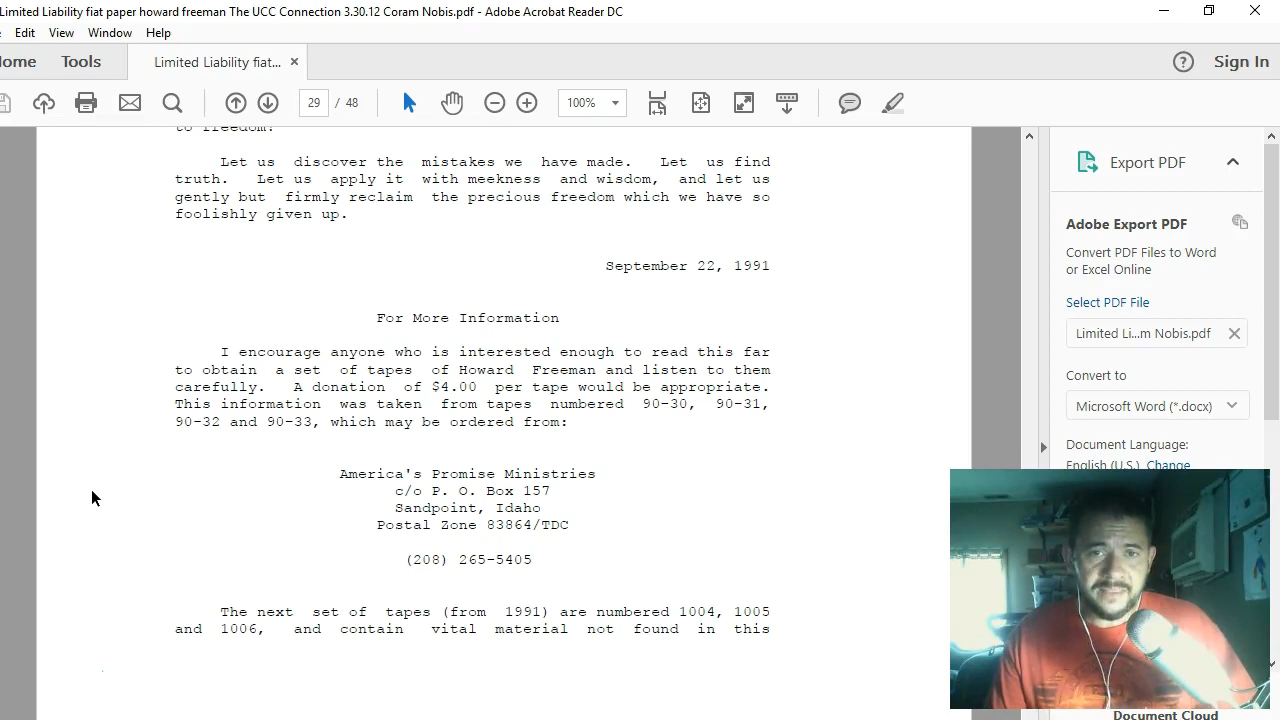 Limited Liability fiat paper howard freeman The UCC Connection 3.30.12 Coram Nobis.pdf - Adobe Acrobat Reader DC
Edit View Window Help
Tools Limited Liability fiat... Sign In
29 / 48 100%
to freedom.
Let us discover the mistakes we have made. Let us find
truth. Let us apply it with meekness and wisdom, and let us
gently but firmly reclaim the precious freedom which we have so
foolishly given up.
September 22, 1991
For More Information
I encourage anyone who is interested enough to read this far
to obtain a set of tapes of Howard Freeman and listen to them
carefully. A donation of $4.00 per tape would be appropriate.
This information was taken from tapes numbered 90-30, 90-31,
90-32 and 90-33, which may be ordered from:
America's Promise Ministries
c/o P. O. Box 157
Sandpoint, Idaho
Postal Zone 83864/TDC
(208) 265-5405
The next set of tapes (from 1991) are numbered 1004, 1005
and 1006, and contain vital material not found in this
Export PDF
Adobe Export PDF
Convert PDF Files to Word
or Excel Online
Select PDF File
Limited Li...m Nobis.pdf
Convert to
Microsoft Word (*.docx)
Document Language:
English (U.S.) Change
Document Cloud